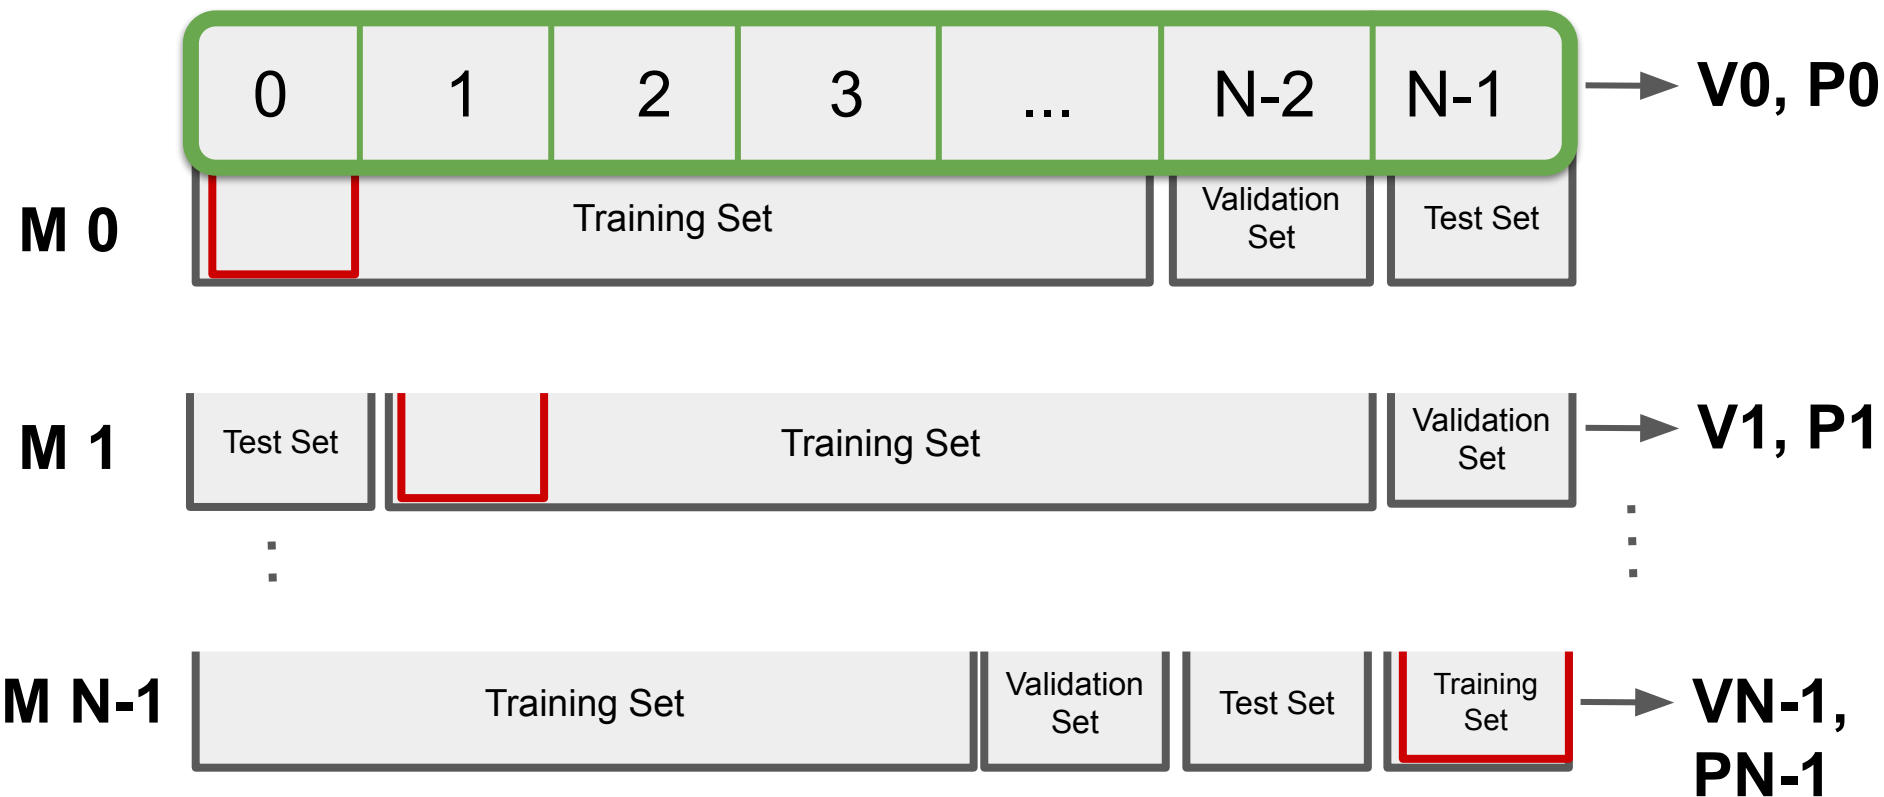 0 1 2 3 ... N-2 N-1
V0, P0
M 0
Training Set
Validation
Set
Test Set
M 1
Test Set
Training Set
Validation
Set
V1, P1
M N-1
Training Set
Validation
Set
Test Set
Training
Set
VN-1,
PN-1